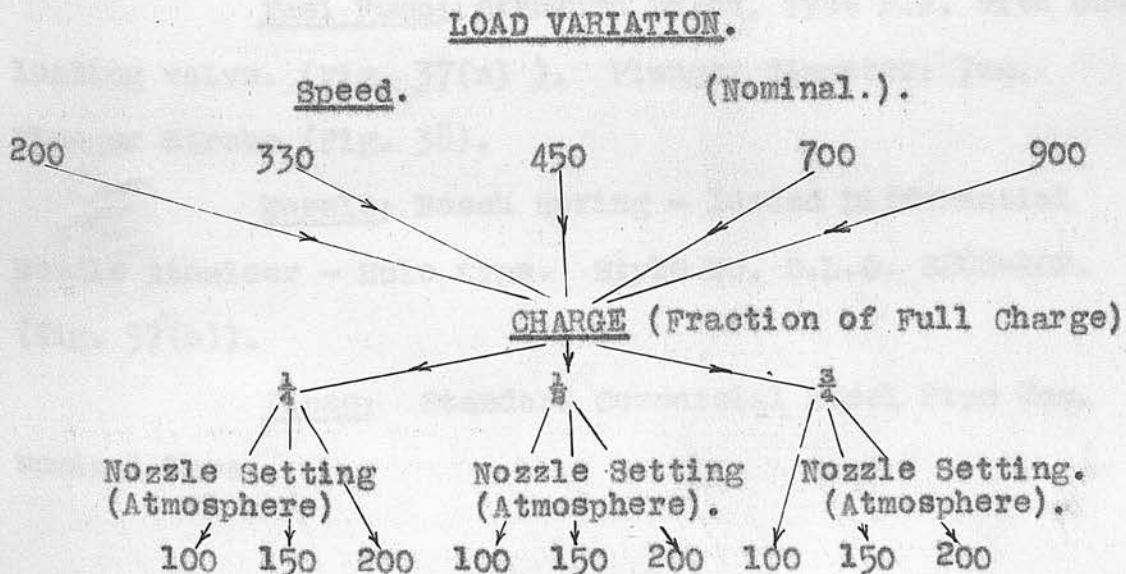 LOAD VARIATION.
Speed. (Nominal.).
200 330 450 700 900
CHARGE (Fraction of Full Charge)
1/4 1/2 3/4
Nozzle Setting Nozzle Setting Nozzle Setting.
(Atmosphere) (Atmosphere). (Atmosphere).
100 150 200 100 150 200 100 150 200